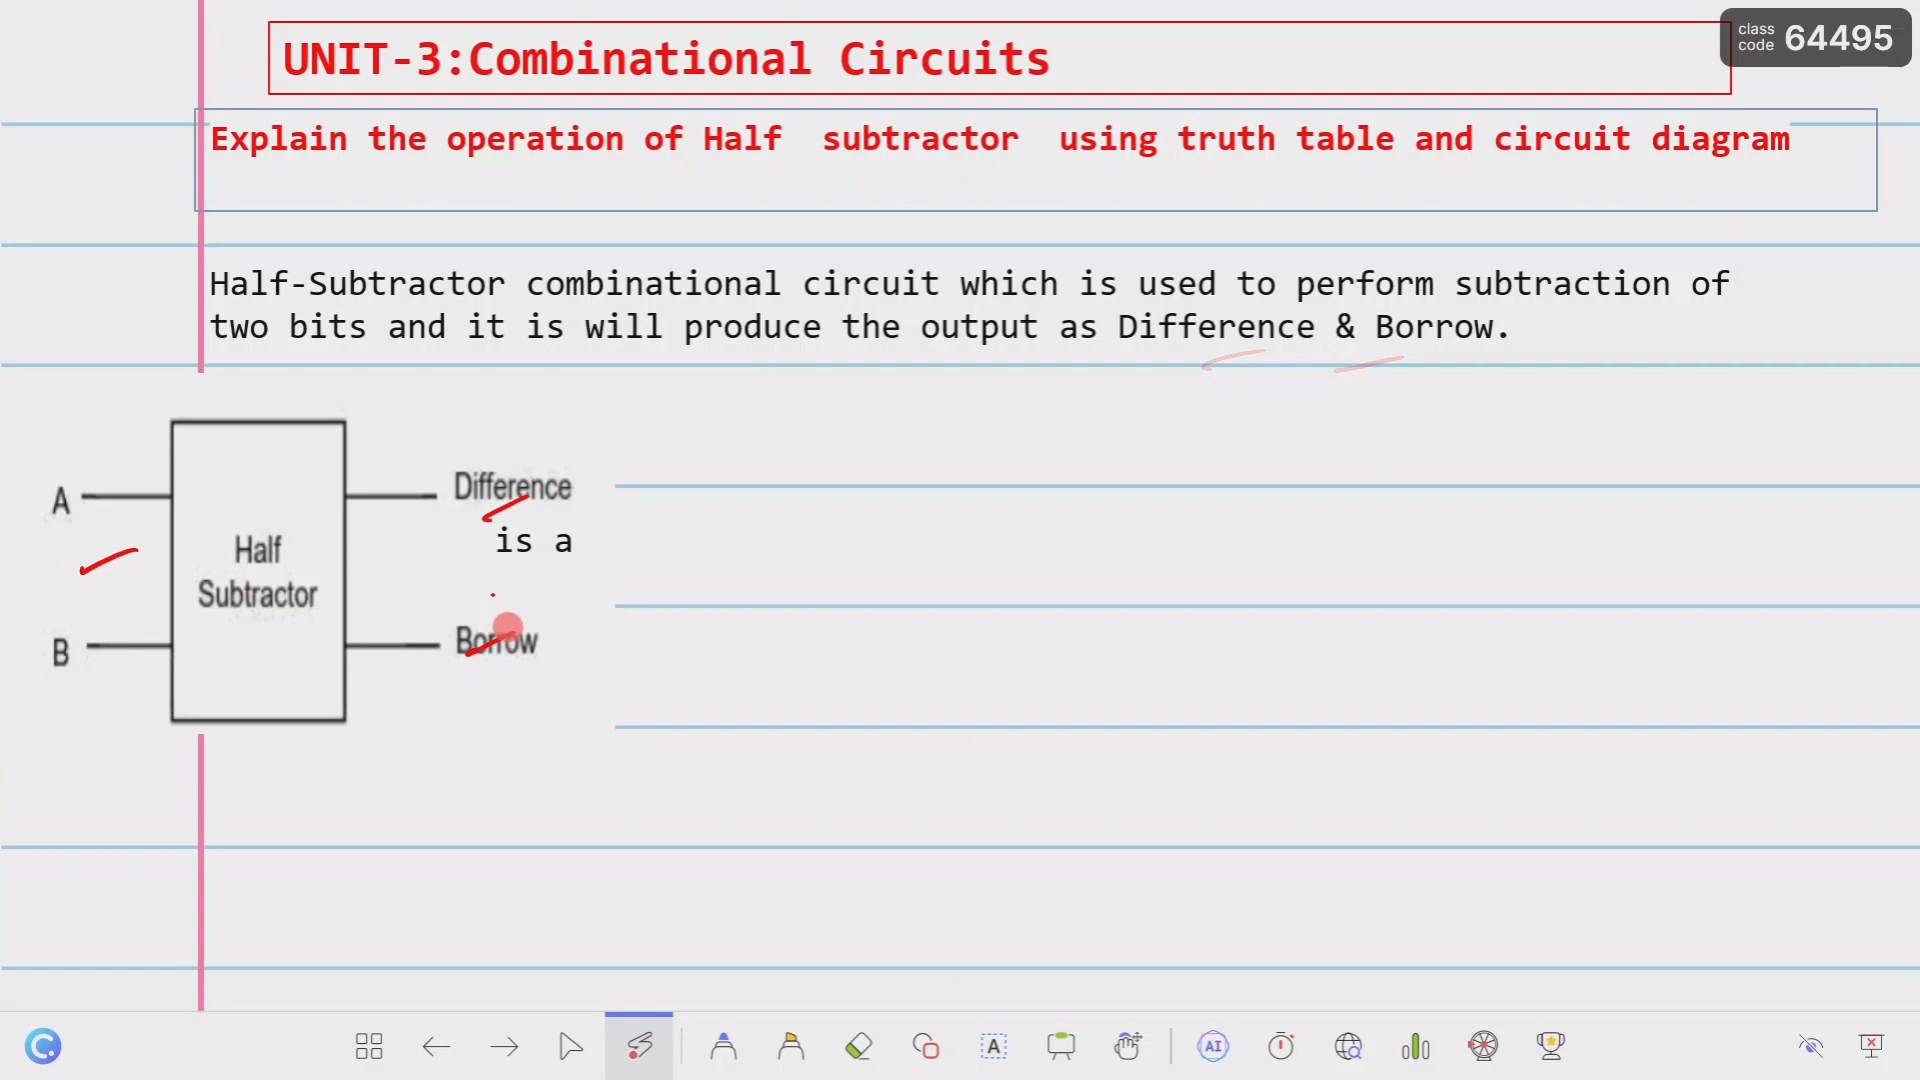 class
code 64495
UNIT-3:Combinational Circuits
Explain the operation of Half subtractor using truth table and circuit diagram
Half-Subtractor combinational circuit which is used to perform subtraction of
two bits and it is will produce the output as Difference & Borrow.
A
Difference
is a
Half
Subtractor
B
Borrow
A
AI